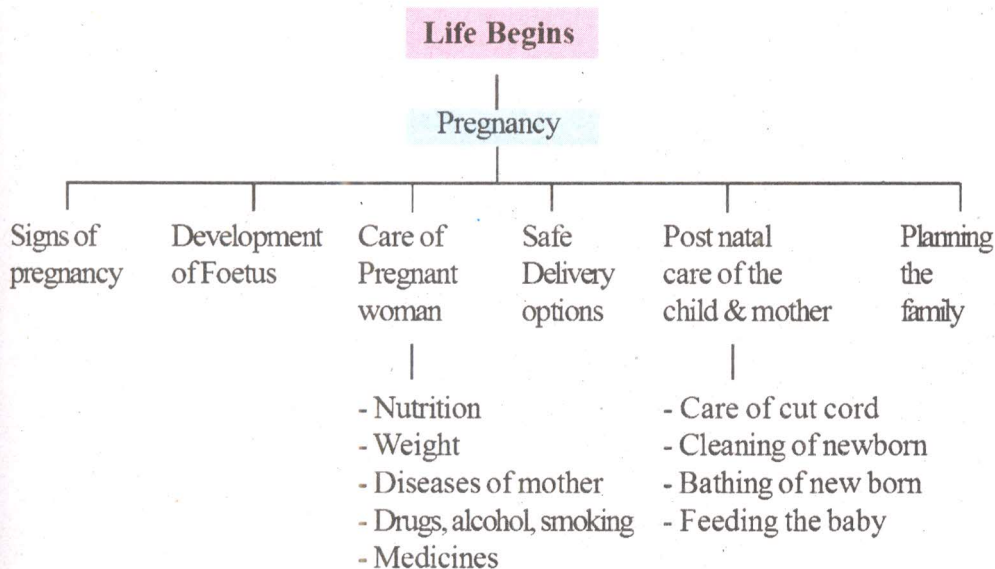 Life Begins
Pregnancy
Signs of
pregnancy
Development
of Foetus
Care of
Pregnant
woman
Safe
Delivery
options
Post natal
care of the
child & mother
Planning
the
family
- Nutrition
- Weight
- Diseases of mother
- Drugs, alcohol, smoking
- Medicines
- Care of cut cord
- Cleaning of newborn
- Bathing of new born
- Feeding the baby